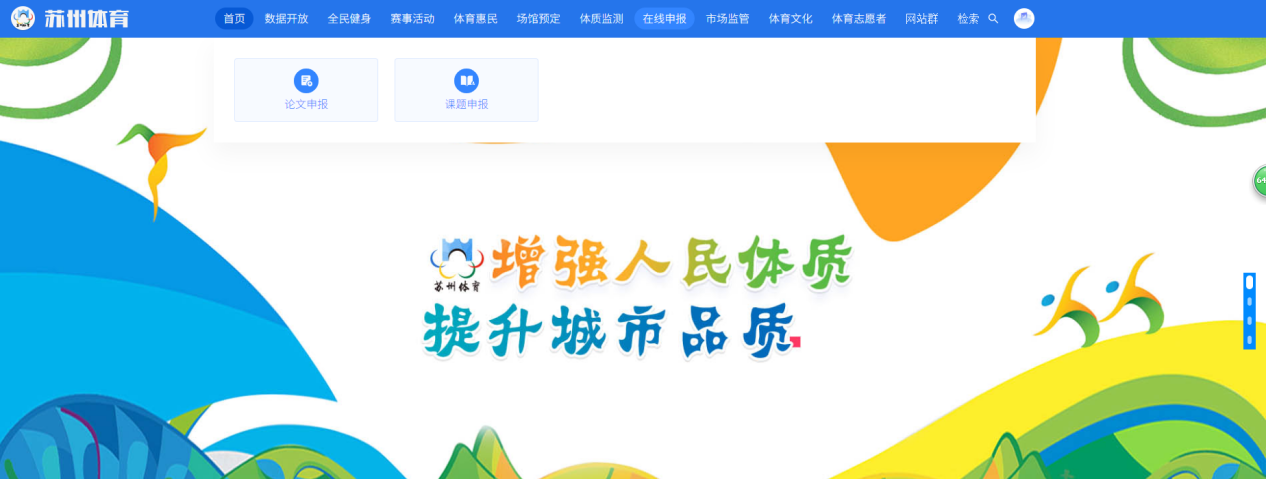 苏州体育
首页 数据开放 全民健身 赛事活动 体育惠民 场馆预定 体质监测 在线申报 市场监管 体育文化 体育志愿者 网站群 检索
论文申报 课题申报
64
增强人民体质
苏州体育
提升城市品质